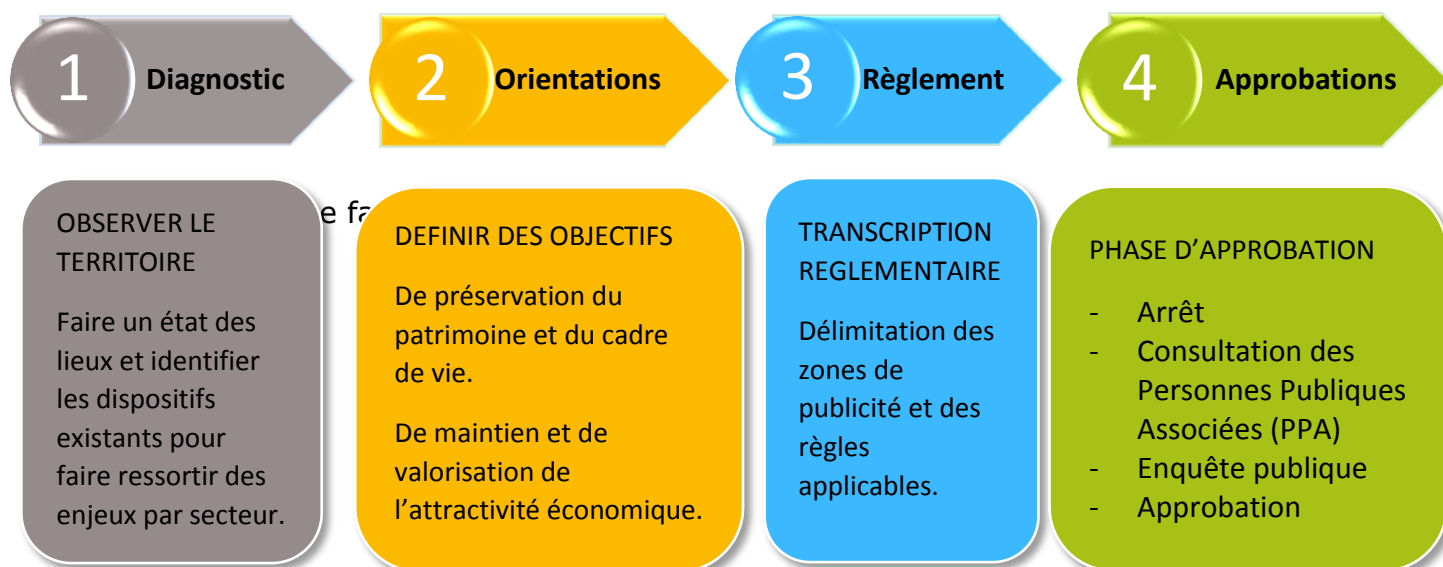 1 Diagnostic
2 Orientations
3 Règlement
4 Approbations
OBSERVER LE
TERRITOIRE
Faire un état des
lieux et identifier
les dispositifs
existants pour
faire ressortir des
enjeux par secteur.
DEFINIR DES OBJECTIFS
De préservation du
patrimoine et du cadre
de vie.
De maintien et de
valorisation de
l’attractivité économique.
TRANSCRIPTION
REGLEMENTAIRE
Délimitation des
zones de
publicité et des
règles
applicables.
PHASE D’APPROBATION
- Arrêt
- Consultation des
Personnes Publiques
Associées (PPA)
- Enquête publique
- Approbation